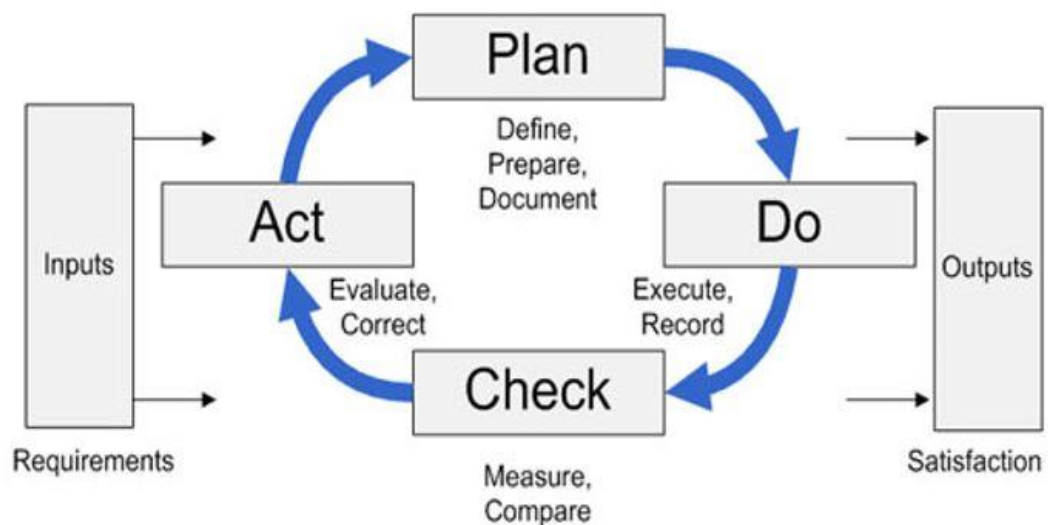 Plan
Define,
Prepare,
Document
Act
Do
Inputs
Outputs
Evaluate,
Correct
Execute,
Record
Check
Requirements
Satisfaction
Measure,
Compare